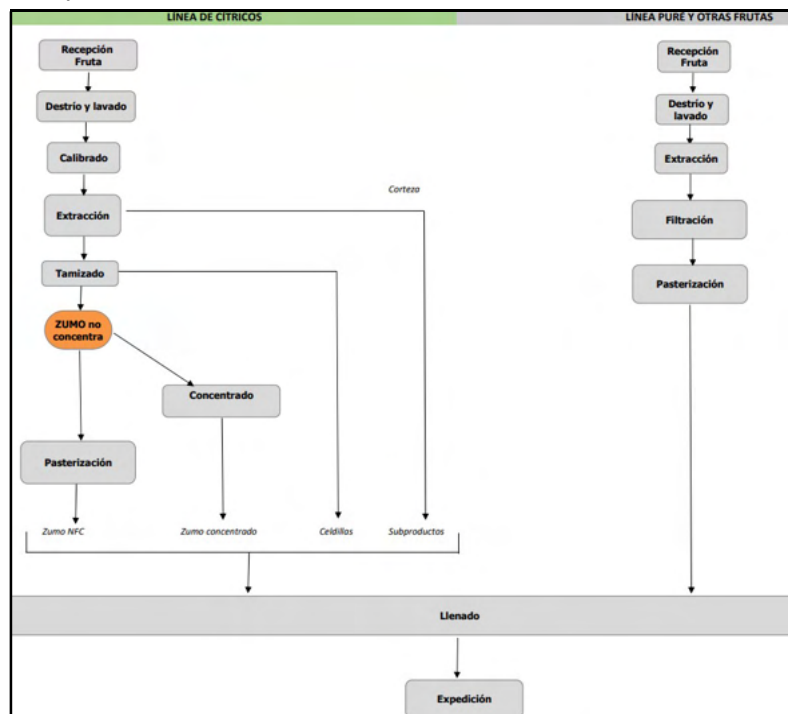 LÍNEA DE CÍTRICOS
LÍNEA PURÉ Y OTRAS FRUTAS
Recepción
Fruta
Destrío y lavado
Calibrado
Corteza
Extracción
Tamizado
ZUMO no
concentra
Concentrado
Pasterización
Zumo NFC
Zumo concentrado
Celdillas
Subproductos
Recepción
Fruta
Destrío y
lavado
Extracción
Filtración
Pasterización
Llenado
Expedición